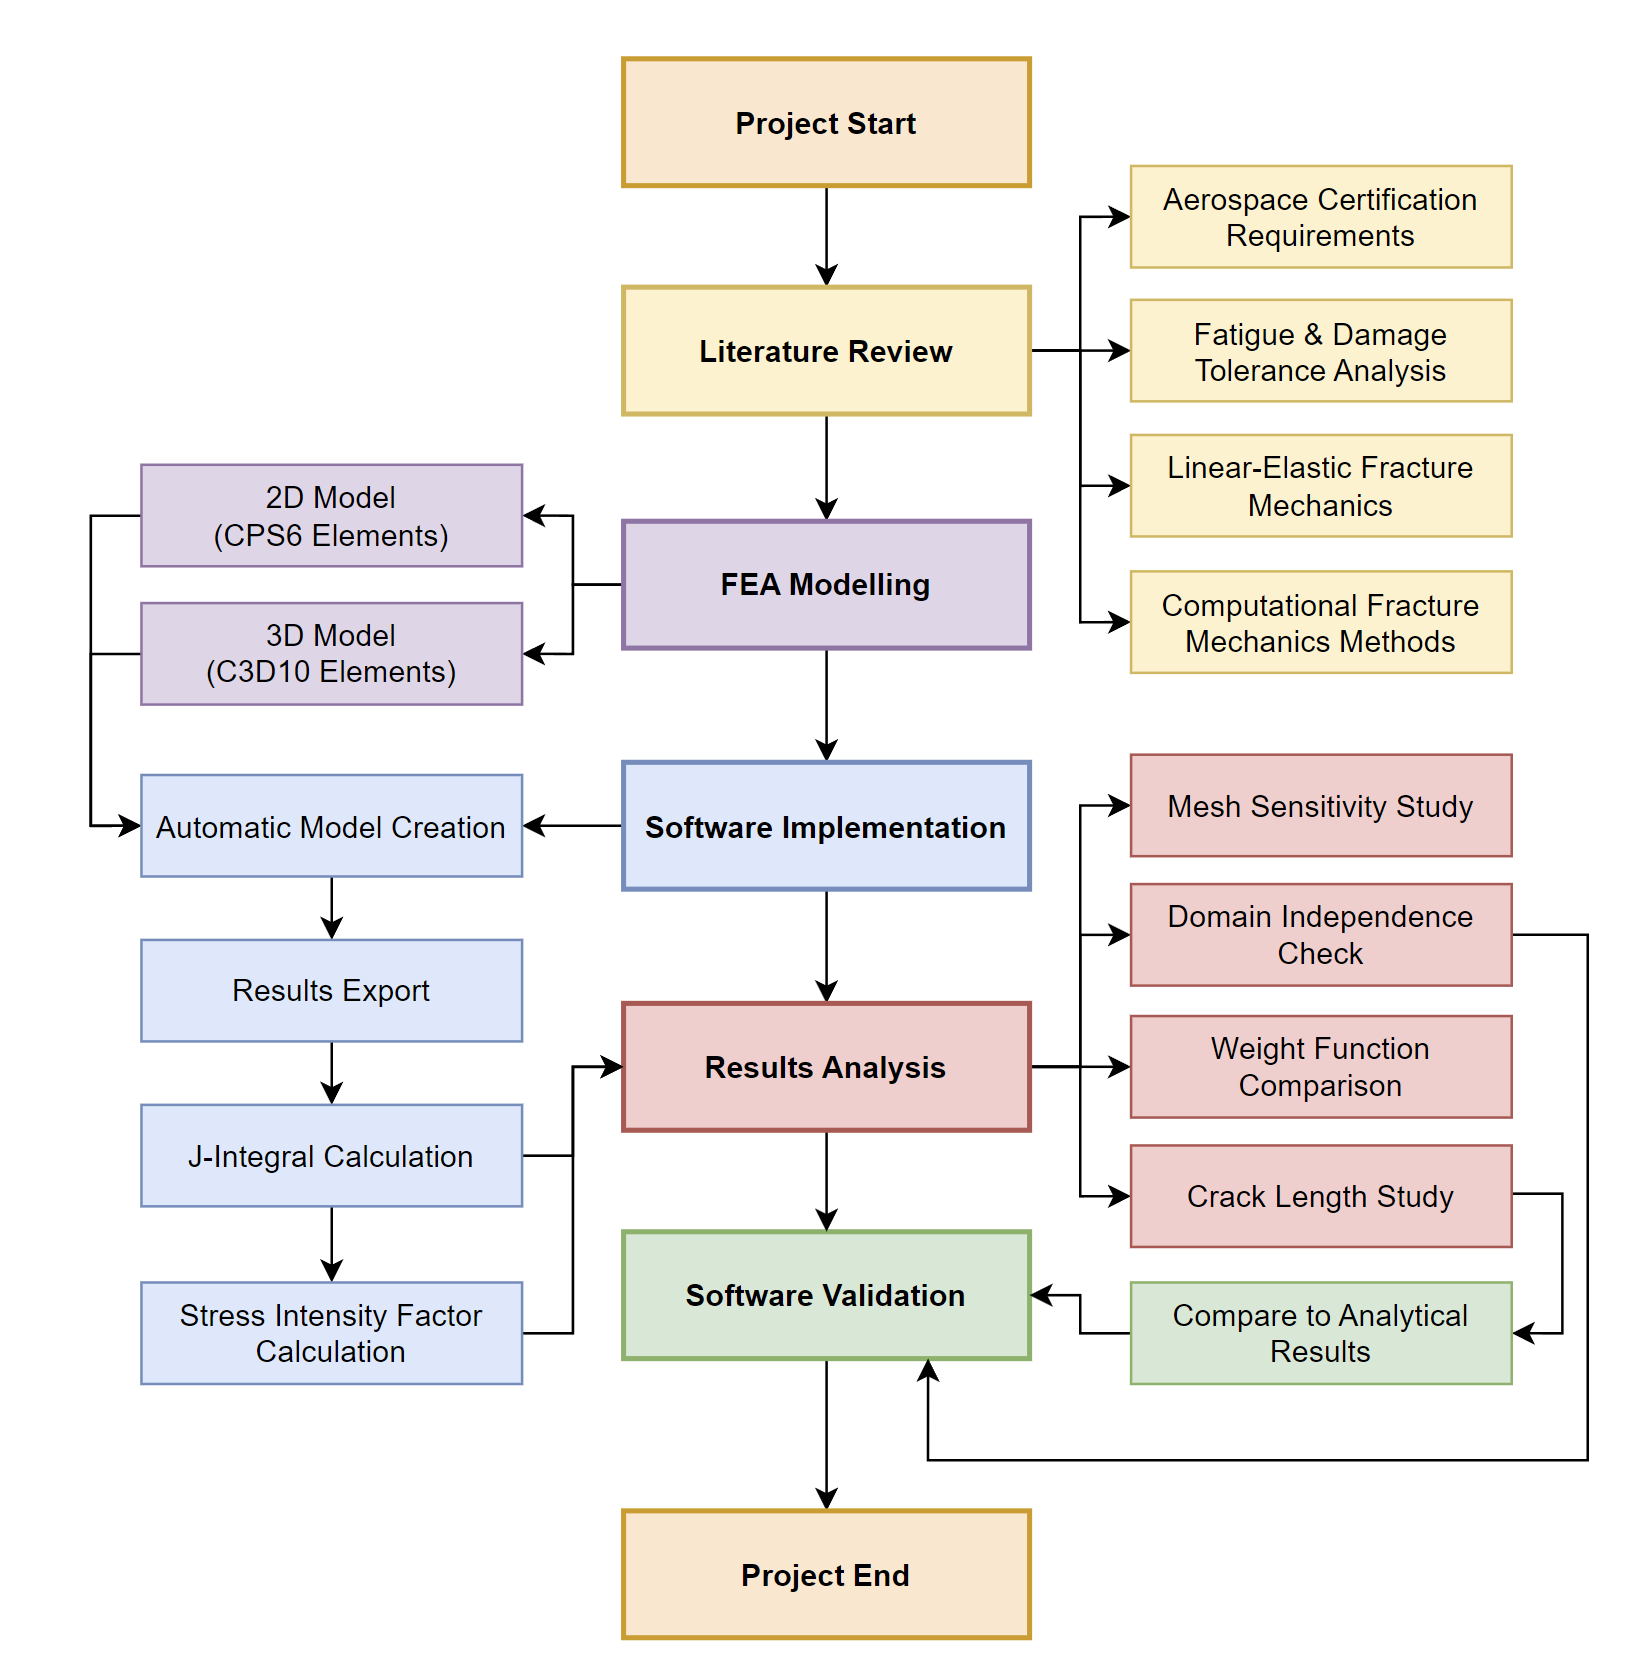 Project Start
Aerospace Certification
Requirements
Literature Review
Fatigue & Damage
Tolerance Analysis
Linear-Elastic Fracture
Mechanics
Computational Fracture
Mechanics Methods
2D Model
(CPS6 Elements)
FEA Modelling
3D Model
(C3D10 Elements)
Automatic Model Creation
Software Implementation
Mesh Sensitivity Study
Domain Independence
Check
Results Export
Results Analysis
Weight Function
Comparison
J-Integral Calculation
Crack Length Study
Stress Intensity Factor
Calculation
Software Validation
Compare to Analytical
Results
Project End